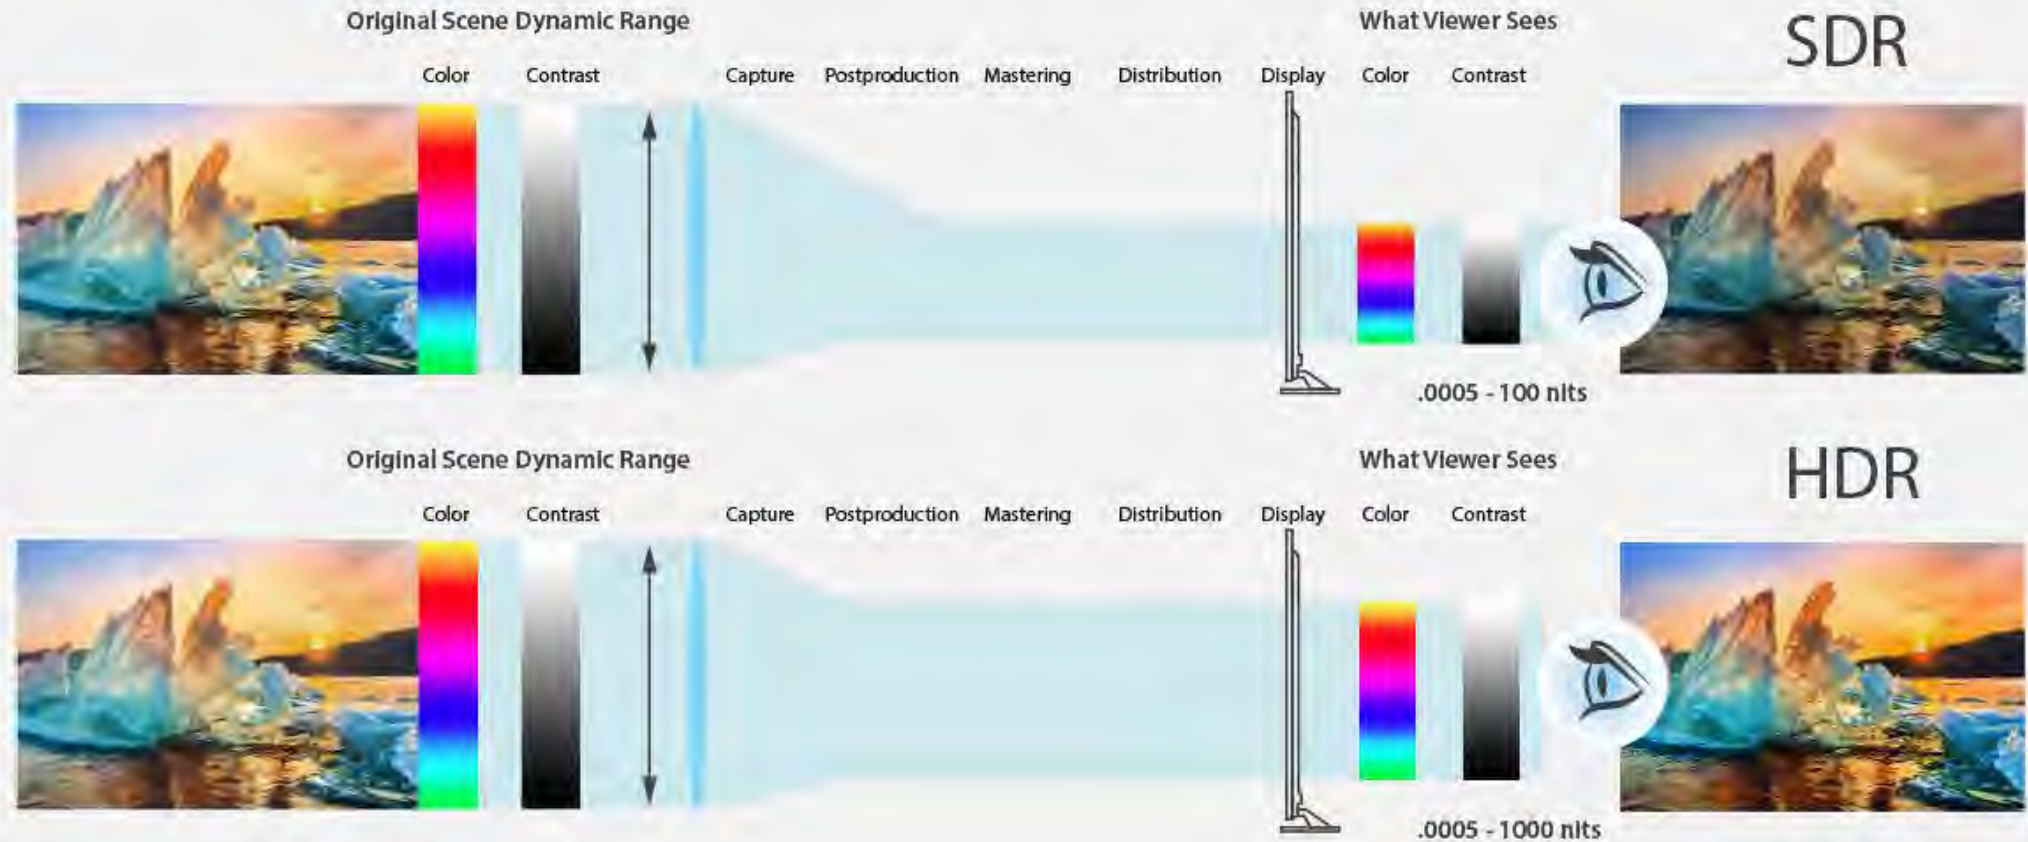 Original Scene Dynamic Range
What Viewer Sees
SDR
Color Contrast Capture Postproduction Mastering Distribution Display Color Contrast
.0005 - 100 nits
Original Scene Dynamic Range
What Viewer Sees
HDR
Color Contrast Capture Postproduction Mastering Distribution Display Color Contrast
.0005 - 1000 nits